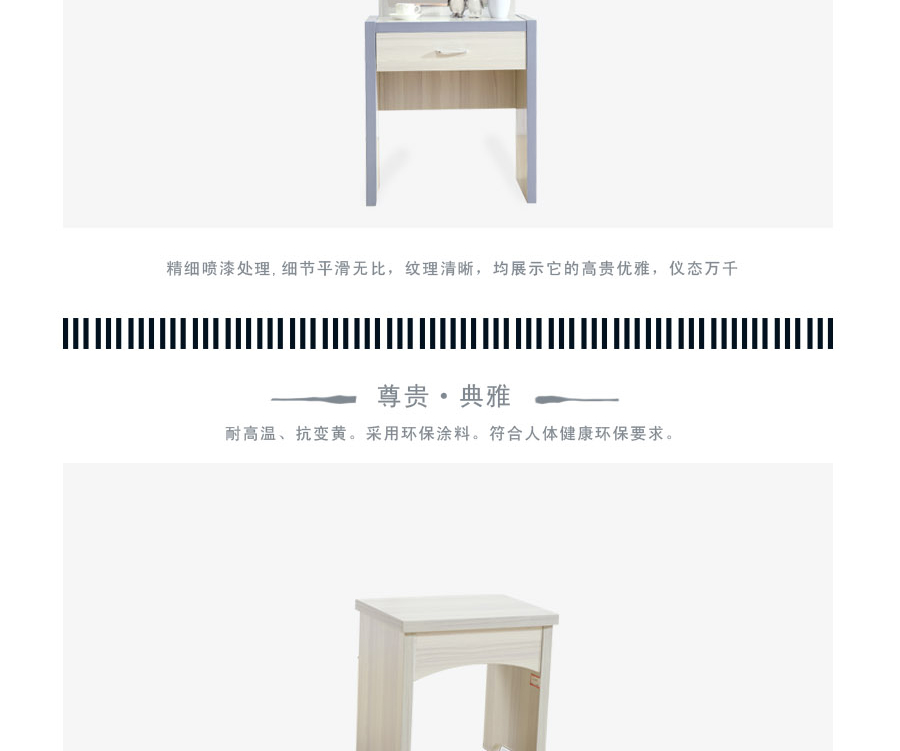 精细喷漆处理, 细节平滑无比，纹理清晰，均展示它的高贵优雅，仪态万千
尊贵·典雅
耐高温、抗变黄。采用环保涂料。符合人体健康环保要求。